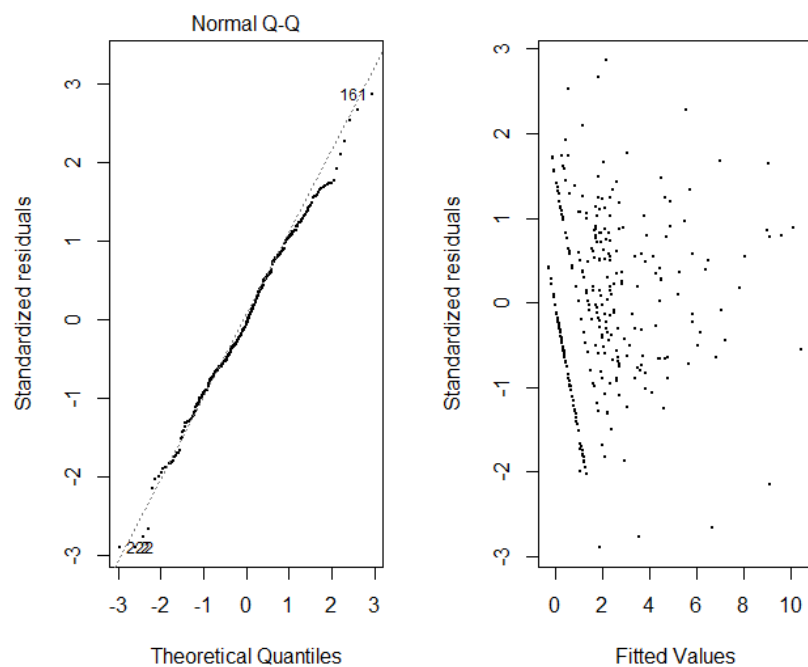 Normal Q-Q
Standardized residuals
3
2
1
0
-1
-2
-3
161
-3 -2 -1 0 1 2 3
Theoretical Quantiles
Standardized residuals
3
2
1
0
-1
-2
-3
0 2 4 6 8 10
Fitted Values